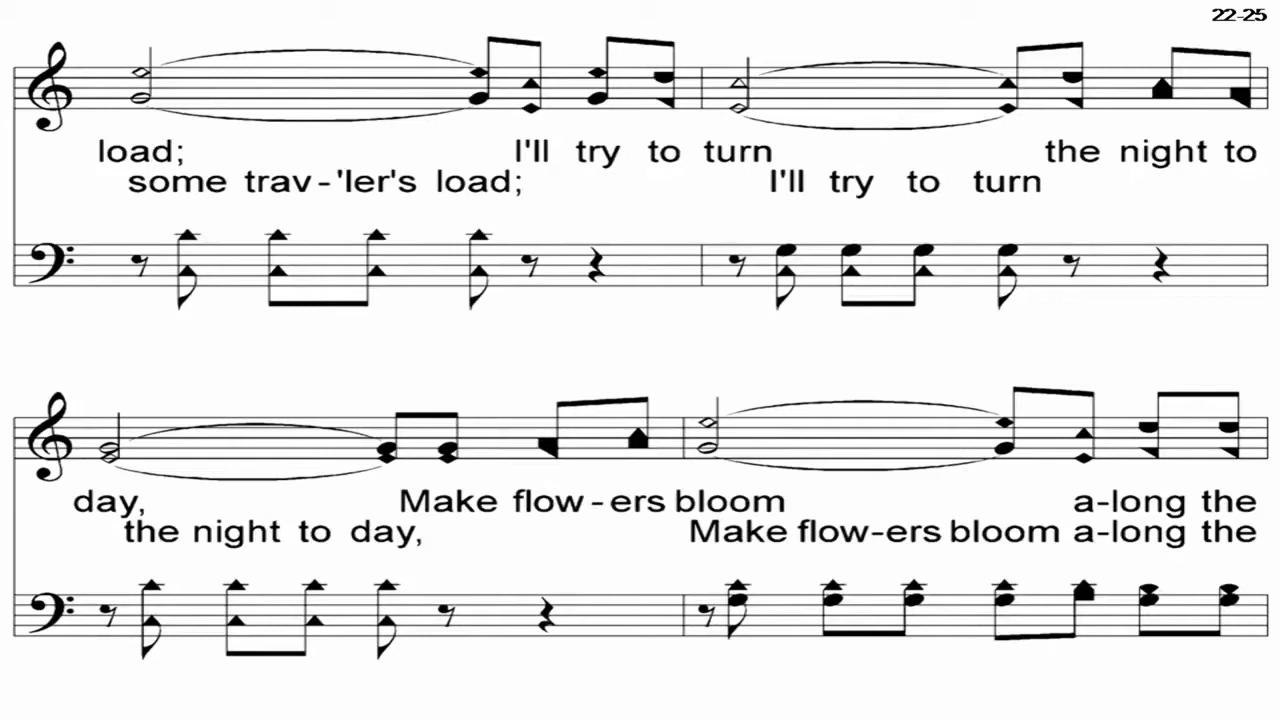 22-25
load; I'll try to turn the night to
some trav-'ler's load; I'll try to turn
day, Make flow-ers bloom a-long the
the night to day, Make flow-ers bloom a-long the